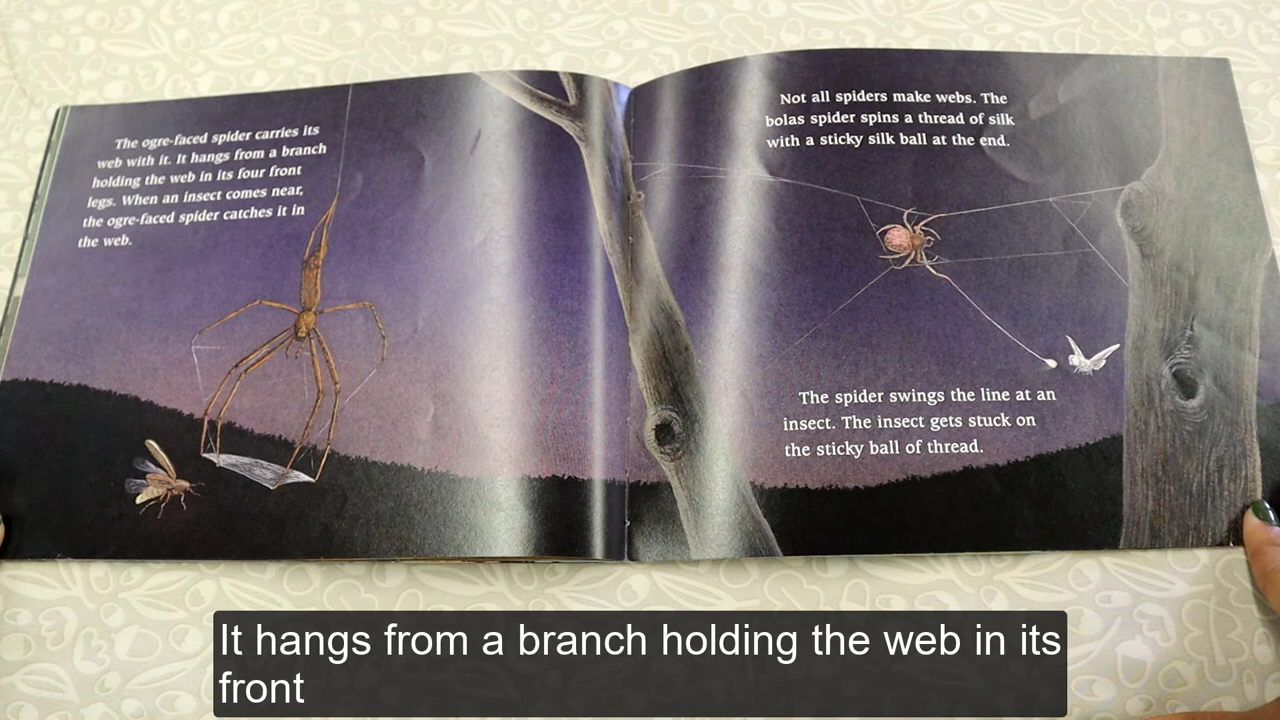 The ogre-faced spider carries its
web with it. It hangs from a branch
holding the web in its four front
legs. When an insect comes near,
the ogre-faced spider catches it in
the web.
Not all spiders make webs. The
bolas spider spins a thread of silk
with a sticky silk ball at the end.
The spider swings the line at an
insect. The insect gets stuck on
the sticky ball of thread.
It hangs from a branch holding the web in its
front